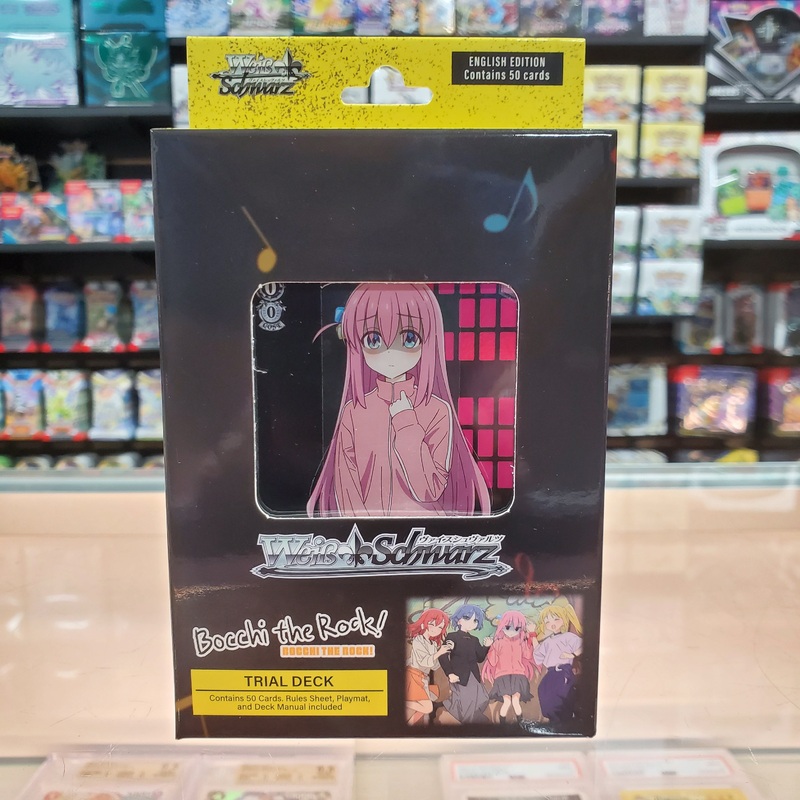 Weiß
Schwarz
ENGLISH EDITION
Contains 50 cards
0
0
ヴァイスシュヴァルツ
Weiß Schwarz
Bocchi the Rock!
BOCCHI THE ROCK!
TRIAL DECK
Contains 50 Cards, Rules Sheet, Playmat,
and Deck Manual included